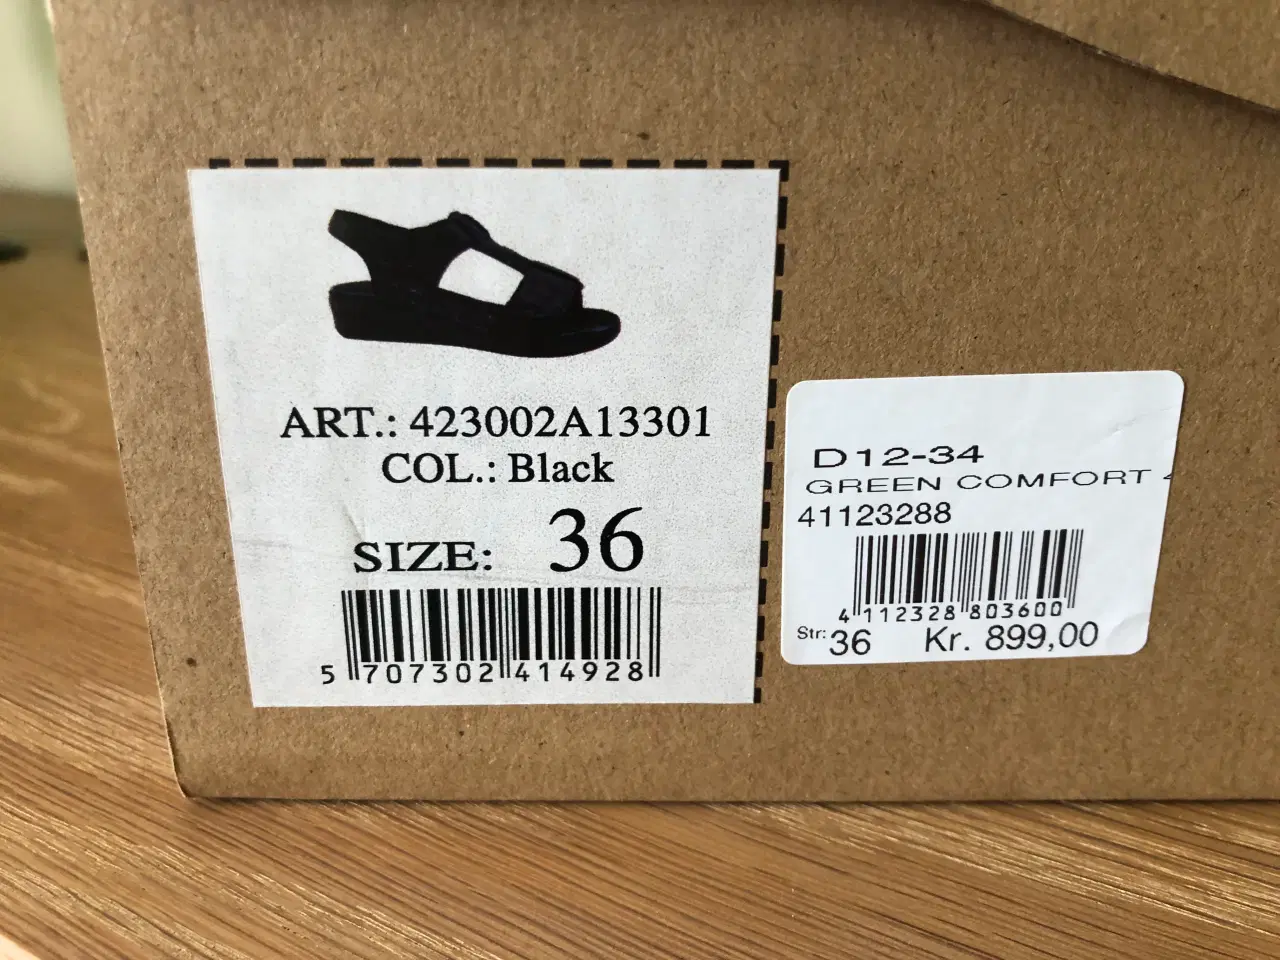 ART.: 423002A13301
COL.: Black
SIZE: 36
5 707302 414928
D12-34
GREEN COMFORT
41123288
4 112328 803600
Str: 36 Kr. 899,00